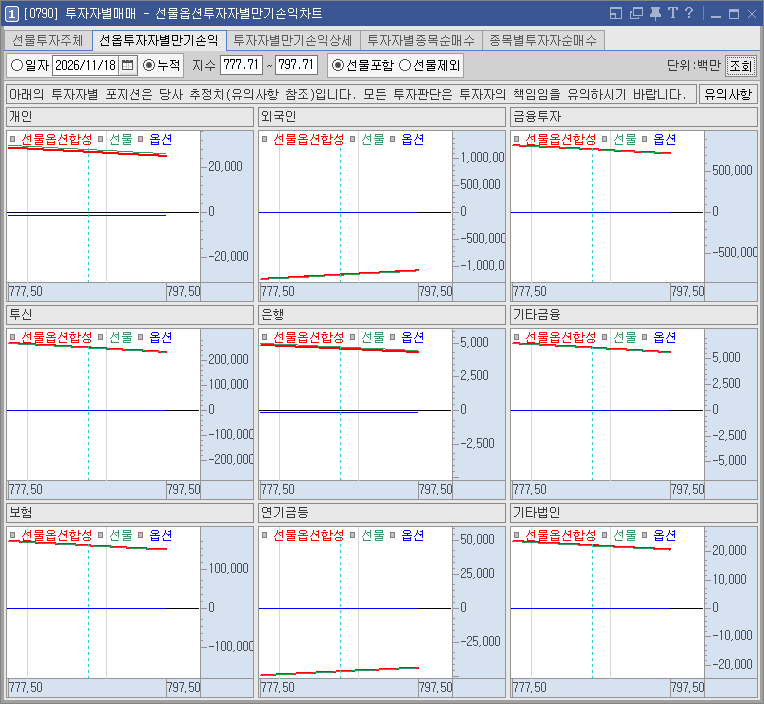 1 [0790] 투자자별매매 - 선물옵션투자자별만기손익차트
선물투자주체 선옵투자자별만기손익 투자자별만기손익상세 투자자별종목순매수 종목별투자자순매수
일자 2026/11/18 누적 지수 777.71 ~ 797.71 선물포함 선물제외 단위:백만 조회
아래의 투자자별 포지션은 당사 추정치(유의사항 참조)입니다. 모든 투자판단은 투자자의 책임임을 유의하시기 바랍니다. 유의사항
개인
선물옵션합성 선물 옵션
20,000
0
-20,000
777,50 797,50
외국인
선물옵션합성 선물 옵션
1,000,00
500,000
0
-500,000
-1,000,0
777,50 797,50
금융투자
선물옵션합성 선물 옵션
500,000
0
-500,000
777,50 797,50
투신
선물옵션합성 선물 옵션
200,000
100,000
0
-100,000
-200,000
777,50 797,50
은행
선물옵션합성 선물 옵션
5,000
2,500
0
-2,500
777,50 797,50
기타금융
선물옵션합성 선물 옵션
5,000
2,500
0
-2,500
-5,000
777,50 797,50
보험
선물옵션합성 선물 옵션
100,000
0
-100,000
777,50 797,50
연기금등
선물옵션합성 선물 옵션
50,000
25,000
0
-25,000
777,50 797,50
기타법인
선물옵션합성 선물 옵션
20,000
10,000
0
-10,000
-20,000
777,50 797,50